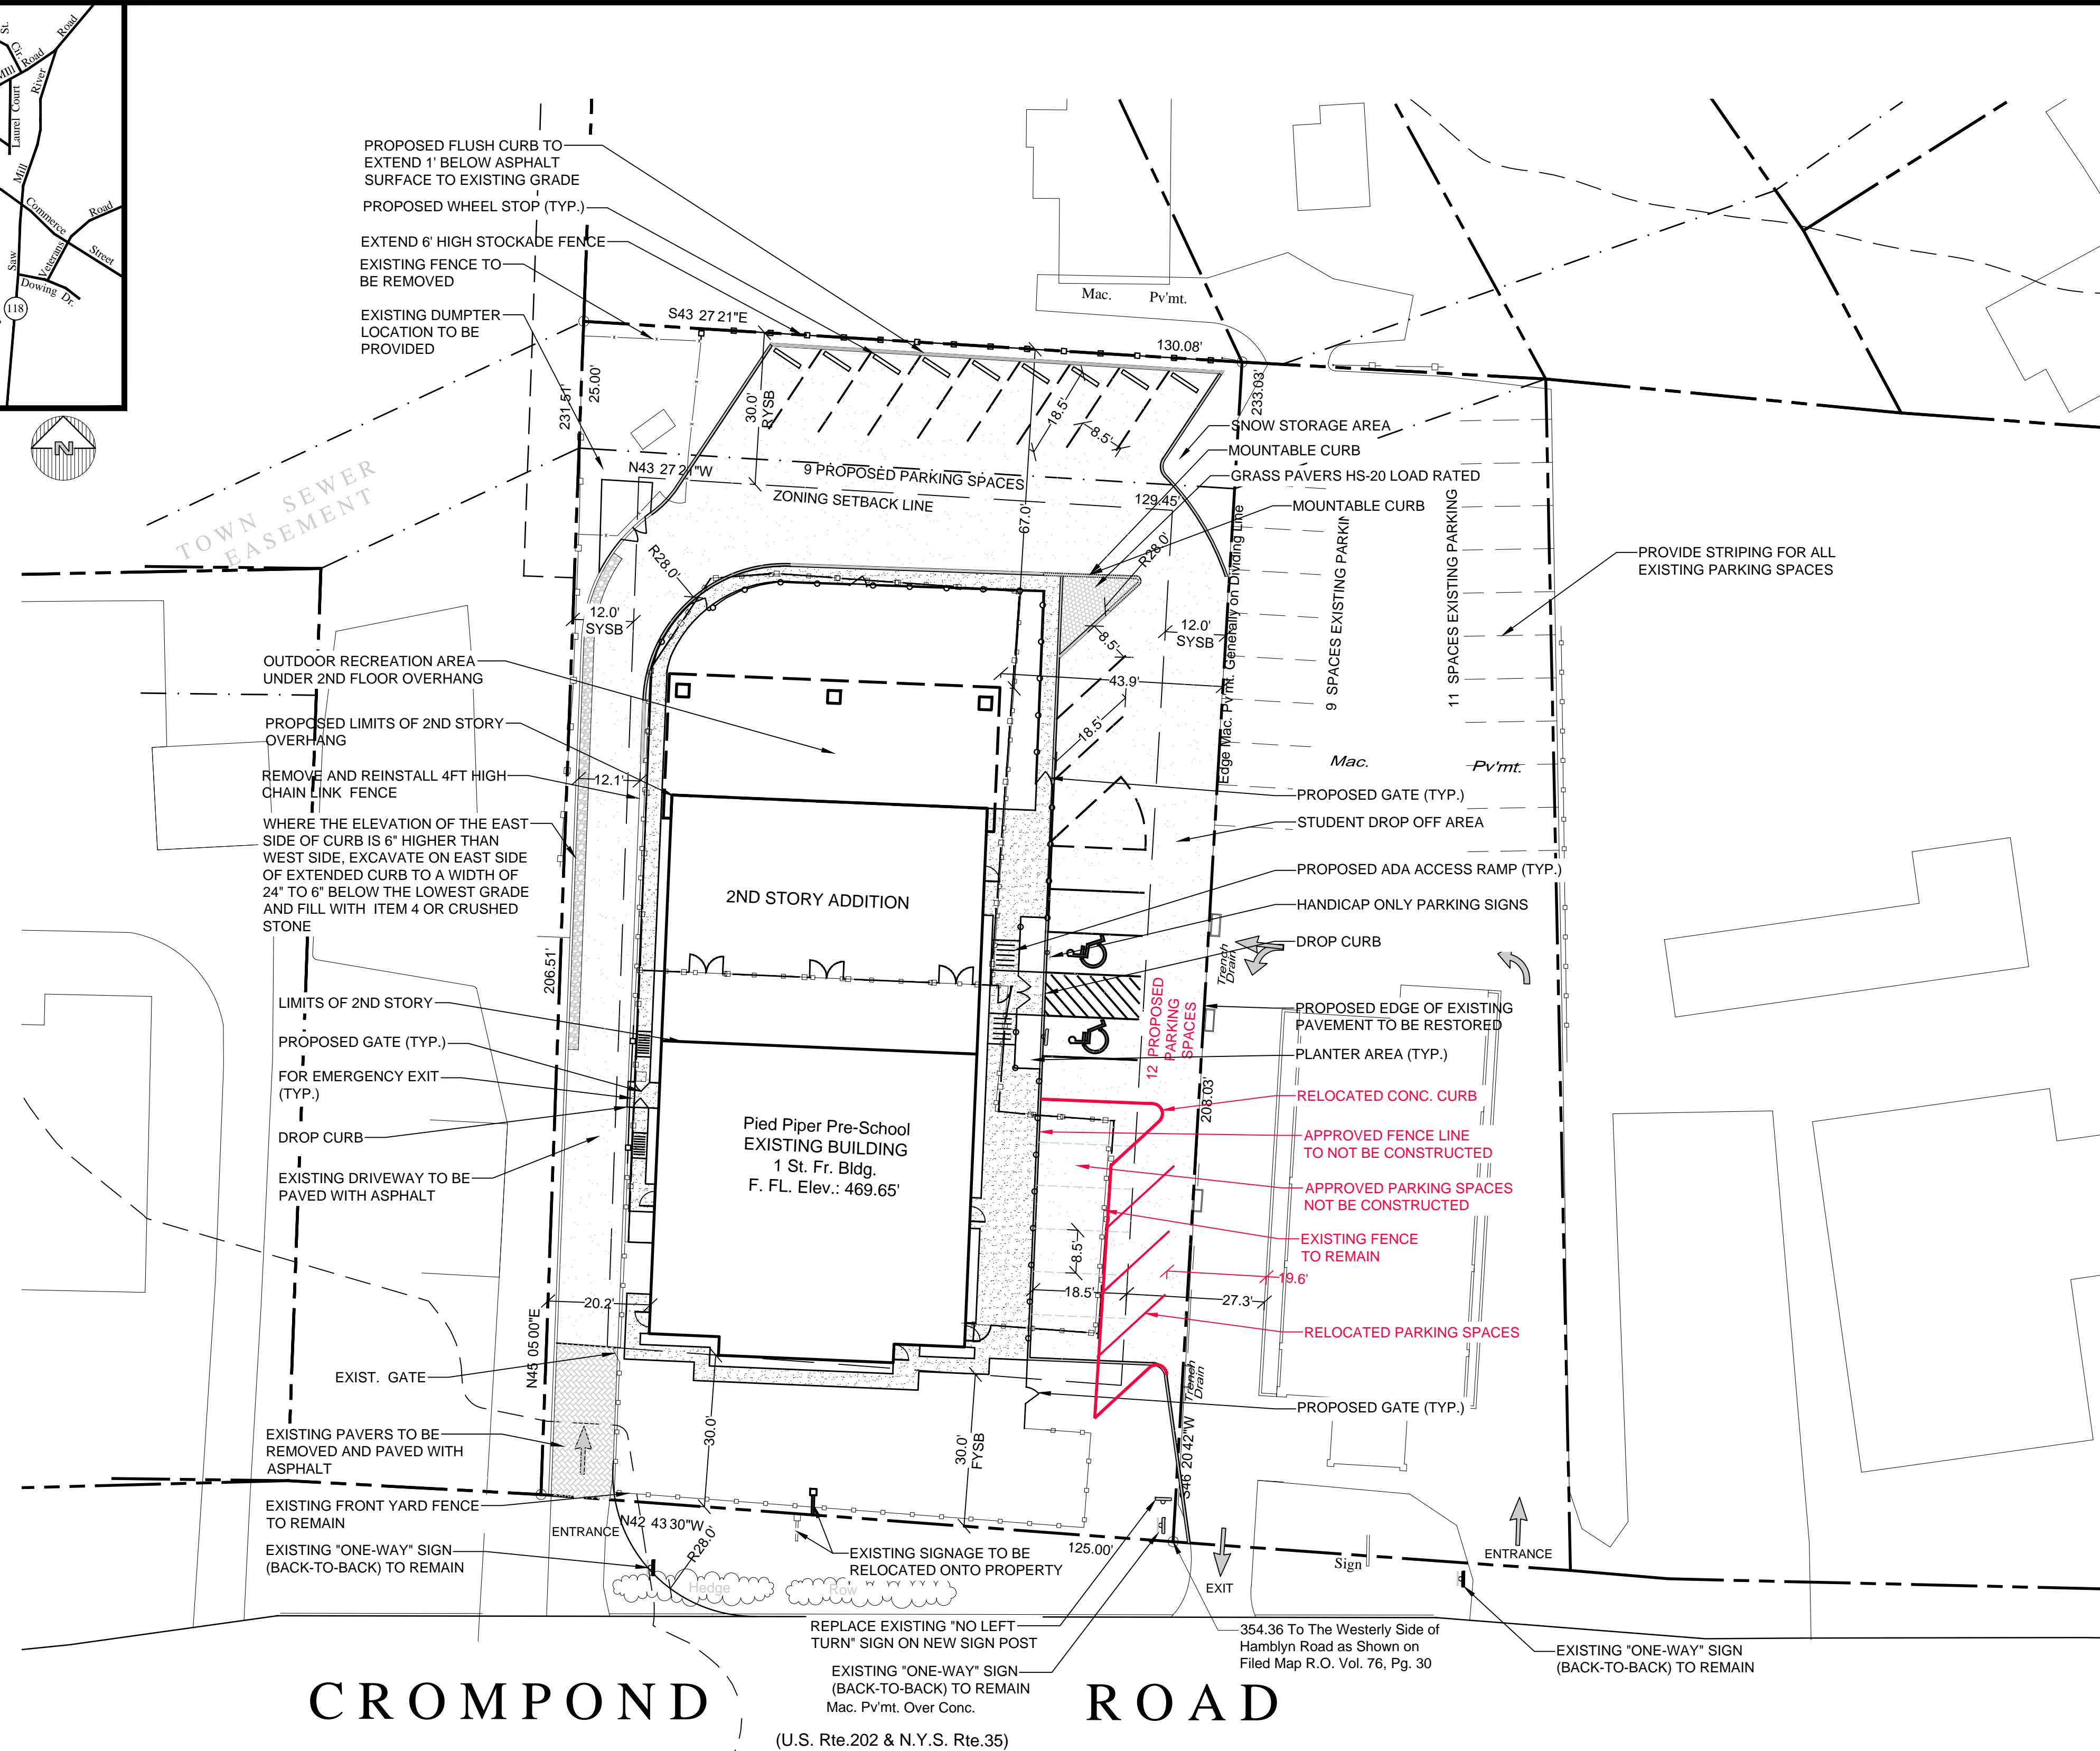 St.
Cir.
Road
Mill Road
River
Laurel Court
Mill
Commerce
Road
Street
Veterans
Saw
Dowing Dr.
118
N
PROPOSED FLUSH CURB TO
EXTEND 1' BELOW ASPHALT
SURFACE TO EXISTING GRADE
PROPOSED WHEEL STOP (TYP.)
EXTEND 6' HIGH STOCKADE FENCE
EXISTING FENCE TO
BE REMOVED
EXISTING DUMPTER
LOCATION TO BE
PROVIDED
Mac. Pv'mt.
S43 27 21"E
130.08'
231.51'
25.00'
30.0'
RYSB
18.5'
8.5'
233.03'
SNOW STORAGE AREA
MOUNTABLE CURB
GRASS PAVERS HS-20 LOAD RATED
MOUNTABLE CURB
TOWN SEWER
EASEMENT
N43 27 21"W
9 PROPOSED PARKING SPACES
ZONING SETBACK LINE
129.45'
67.0'
R28.0'
R28.0'
12.0'
SYSB
12.0'
SYSB
Edge Mac. Pv'mt. Generally on Dividing Line
9 SPACES EXISTING PARKIN
11 SPACES EXISTING PARKING
PROVIDE STRIPING FOR ALL
EXISTING PARKING SPACES
8.5'
43.9'
18.5'
OUTDOOR RECREATION AREA
UNDER 2ND FLOOR OVERHANG
PROPOSED LIMITS OF 2ND STORY
OVERHANG
12.1'
REMOVE AND REINSTALL 4FT HIGH
CHAIN LINK FENCE
WHERE THE ELEVATION OF THE EAST
SIDE OF CURB IS 6" HIGHER THAN
WEST SIDE, EXCAVATE ON EAST SIDE
OF EXTENDED CURB TO A WIDTH OF
24" TO 6" BELOW THE LOWEST GRADE
AND FILL WITH ITEM 4 OR CRUSHED
STONE
Mac. Pv'mt.
PROPOSED GATE (TYP.)
STUDENT DROP OFF AREA
PROPOSED ADA ACCESS RAMP (TYP.)
HANDICAP ONLY PARKING SIGNS
DROP CURB
2ND STORY ADDITION
Trench
Drain
206.51'
LIMITS OF 2ND STORY
PROPOSED GATE (TYP.)
FOR EMERGENCY EXIT
(TYP.)
DROP CURB
EXISTING DRIVEWAY TO BE
PAVED WITH ASPHALT
12 PROPOSED
PARKING
SPACES
PROPOSED EDGE OF EXISTING
PAVEMENT TO BE RESTORED
PLANTER AREA (TYP.)
208.03'
RELOCATED CONC. CURB
APPROVED FENCE LINE
TO NOT BE CONSTRUCTED
APPROVED PARKING SPACES
NOT BE CONSTRUCTED
EXISTING FENCE
TO REMAIN
Pied Piper Pre-School
EXISTING BUILDING
1 St. Fr. Bldg.
F. FL. Elev.: 469.65'
8.5'
18.5'
19.6'
27.3'
RELOCATED PARKING SPACES
20.2'
N45 05 00"E
EXIST. GATE
Trench
Drain
PROPOSED GATE (TYP.)
EXISTING PAVERS TO BE
REMOVED AND PAVED WITH
ASPHALT
30.0'
30.0'
FYSB
S46 20 42"W
EXISTING FRONT YARD FENCE
TO REMAIN
ENTRANCE
N42 43 30"W
R28.0'
EXISTING "ONE-WAY" SIGN
(BACK-TO-BACK) TO REMAIN
EXISTING SIGNAGE TO BE
RELOCATED ONTO PROPERTY
125.00'
EXIT
Sign
ENTRANCE
Hedge Row
REPLACE EXISTING "NO LEFT
TURN" SIGN ON NEW SIGN POST
EXISTING "ONE-WAY" SIGN
(BACK-TO-BACK) TO REMAIN
354.36 To The Westerly Side of
Hamblyn Road as Shown on
Filed Map R.O. Vol. 76, Pg. 30
EXISTING "ONE-WAY" SIGN
(BACK-TO-BACK) TO REMAIN
CROMPOND ROAD
Mac. Pv'mt. Over Conc.
(U.S. Rte.202 & N.Y.S. Rte.35)